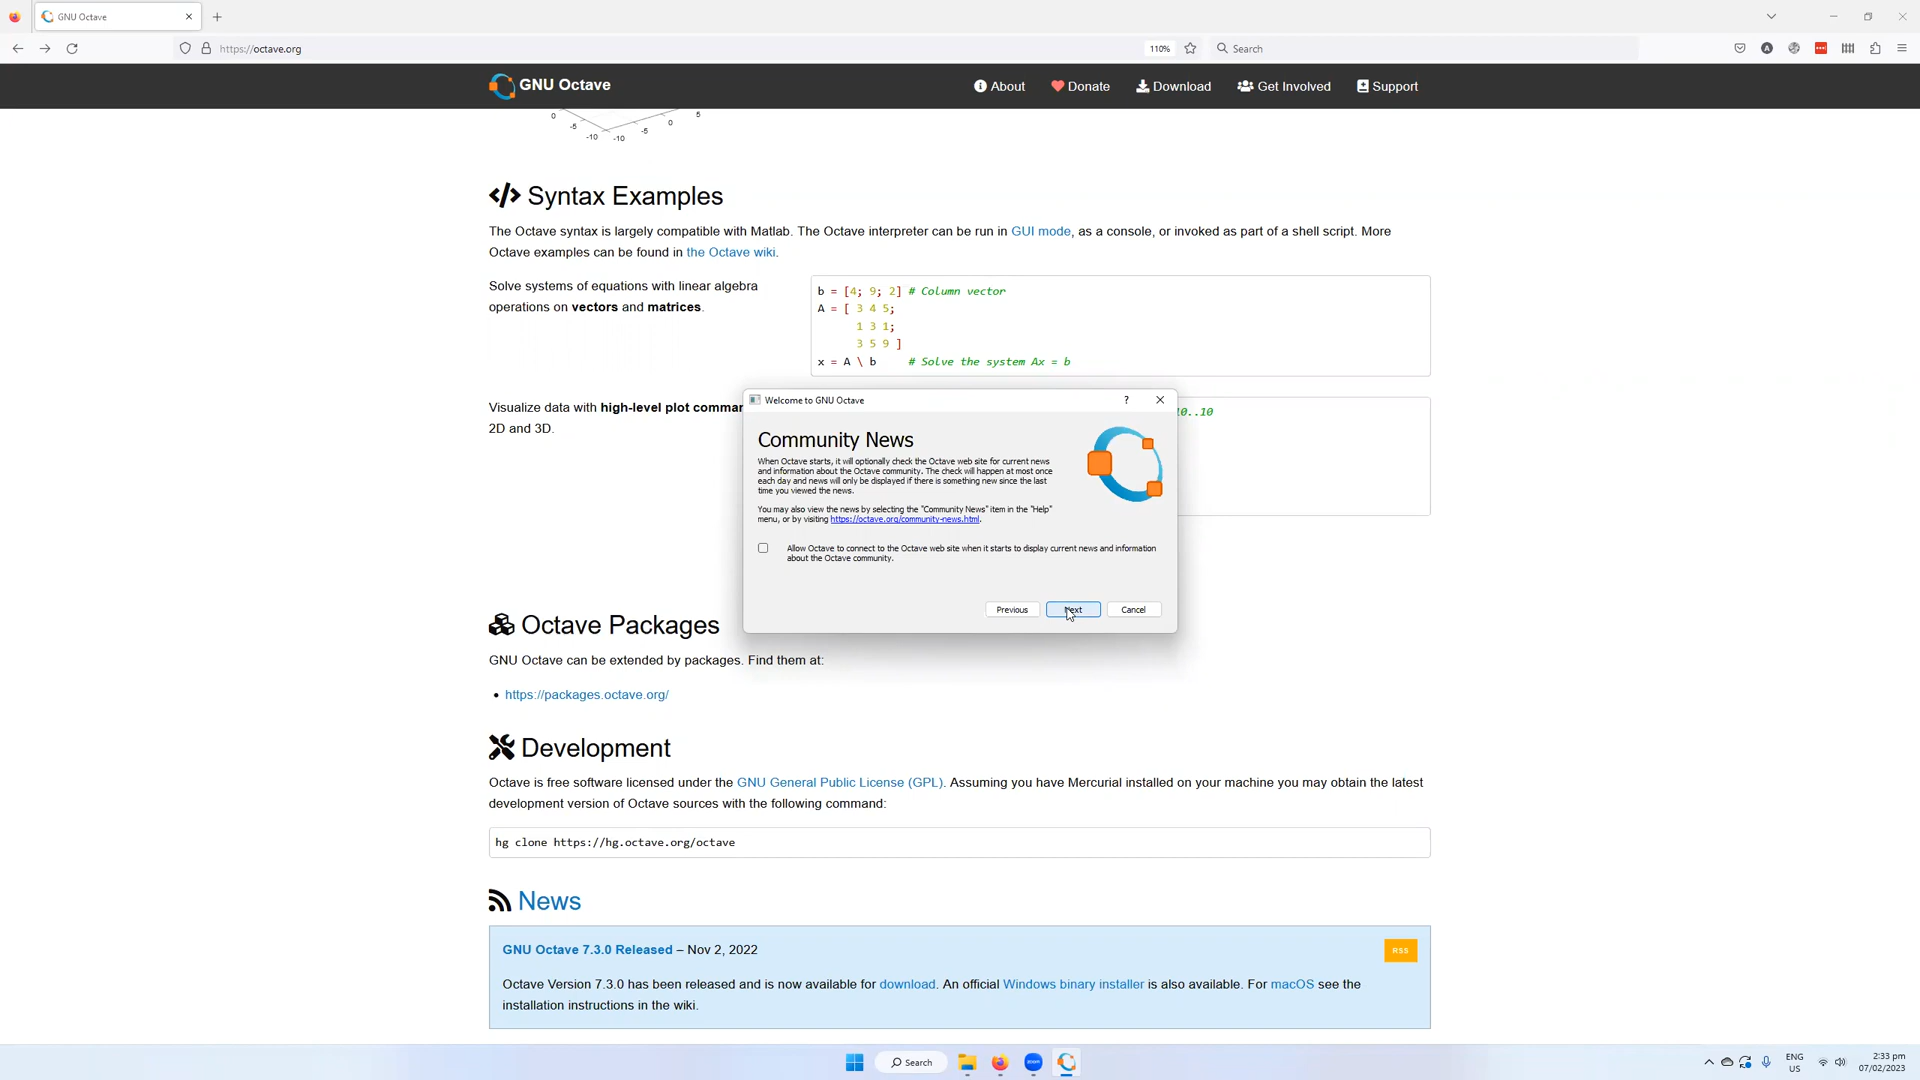 GNU Octave
https://octave.org
110%
Search
GNU Octave
About
Donate
Download
Get Involved
Support
0
-5
-10
-10
-5
0
5
Syntax Examples
The Octave syntax is largely compatible with Matlab. The Octave interpreter can be run in GUI mode, as a console, or invoked as part of a shell script. More
Octave examples can be found in the Octave wiki.
Solve systems of equations with linear algebra
operations on vectors and matrices.
b = [4; 9; 2] # Column vector
A = [ 3 4 5;
1 3 1;
3 5 9 ]
x = A \ b # Solve the system Ax = b
Visualize data with high-level plot comman
2D and 3D.
10..10
Welcome to GNU Octave
?
Community News
When Octave starts, it will optionally check the Octave web site for current news
and information about the Octave community. The check will happen at most once
each day and news will only be displayed if there is something new since the last
time you viewed the news.
You may also view the news by selecting the "Community News" item in the "Help"
menu, or by visiting https://octave.org/community-news.html.
Allow Octave to connect to the Octave web site when it starts to display current news and information
about the Octave community.
Previous
Next
Cancel
Octave Packages
GNU Octave can be extended by packages. Find them at:
• https://packages.octave.org/
Development
Octave is free software licensed under the GNU General Public License (GPL). Assuming you have Mercurial installed on your machine you may obtain the latest
development version of Octave sources with the following command:
hg clone https://hg.octave.org/octave
News
GNU Octave 7.3.0 Released – Nov 2, 2022
RSS
Octave Version 7.3.0 has been released and is now available for download. An official Windows binary installer is also available. For macOS see the
installation instructions in the wiki.
Search
zoom
ENG
US
2:33 pm
07/02/2023